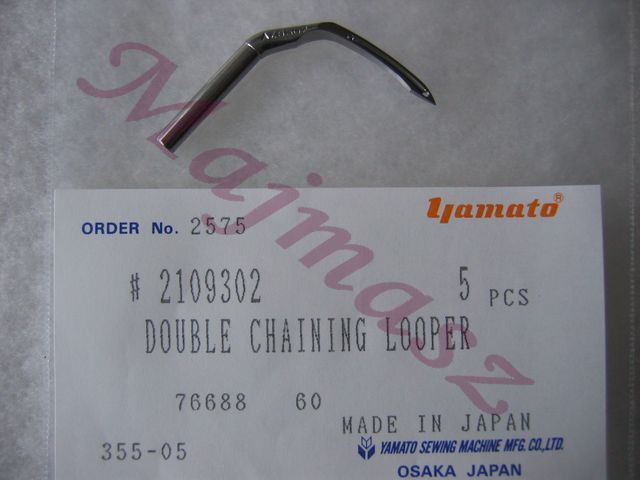 Majmasz
yamato®
ORDER No. 2575
# 2109302 5 PCS
DOUBLE CHAINING LOOPER
76688 60
MADE IN JAPAN
355-05 YAMATO SEWING MACHINE MFG.CO.,LTD.
OSAKA JAPAN